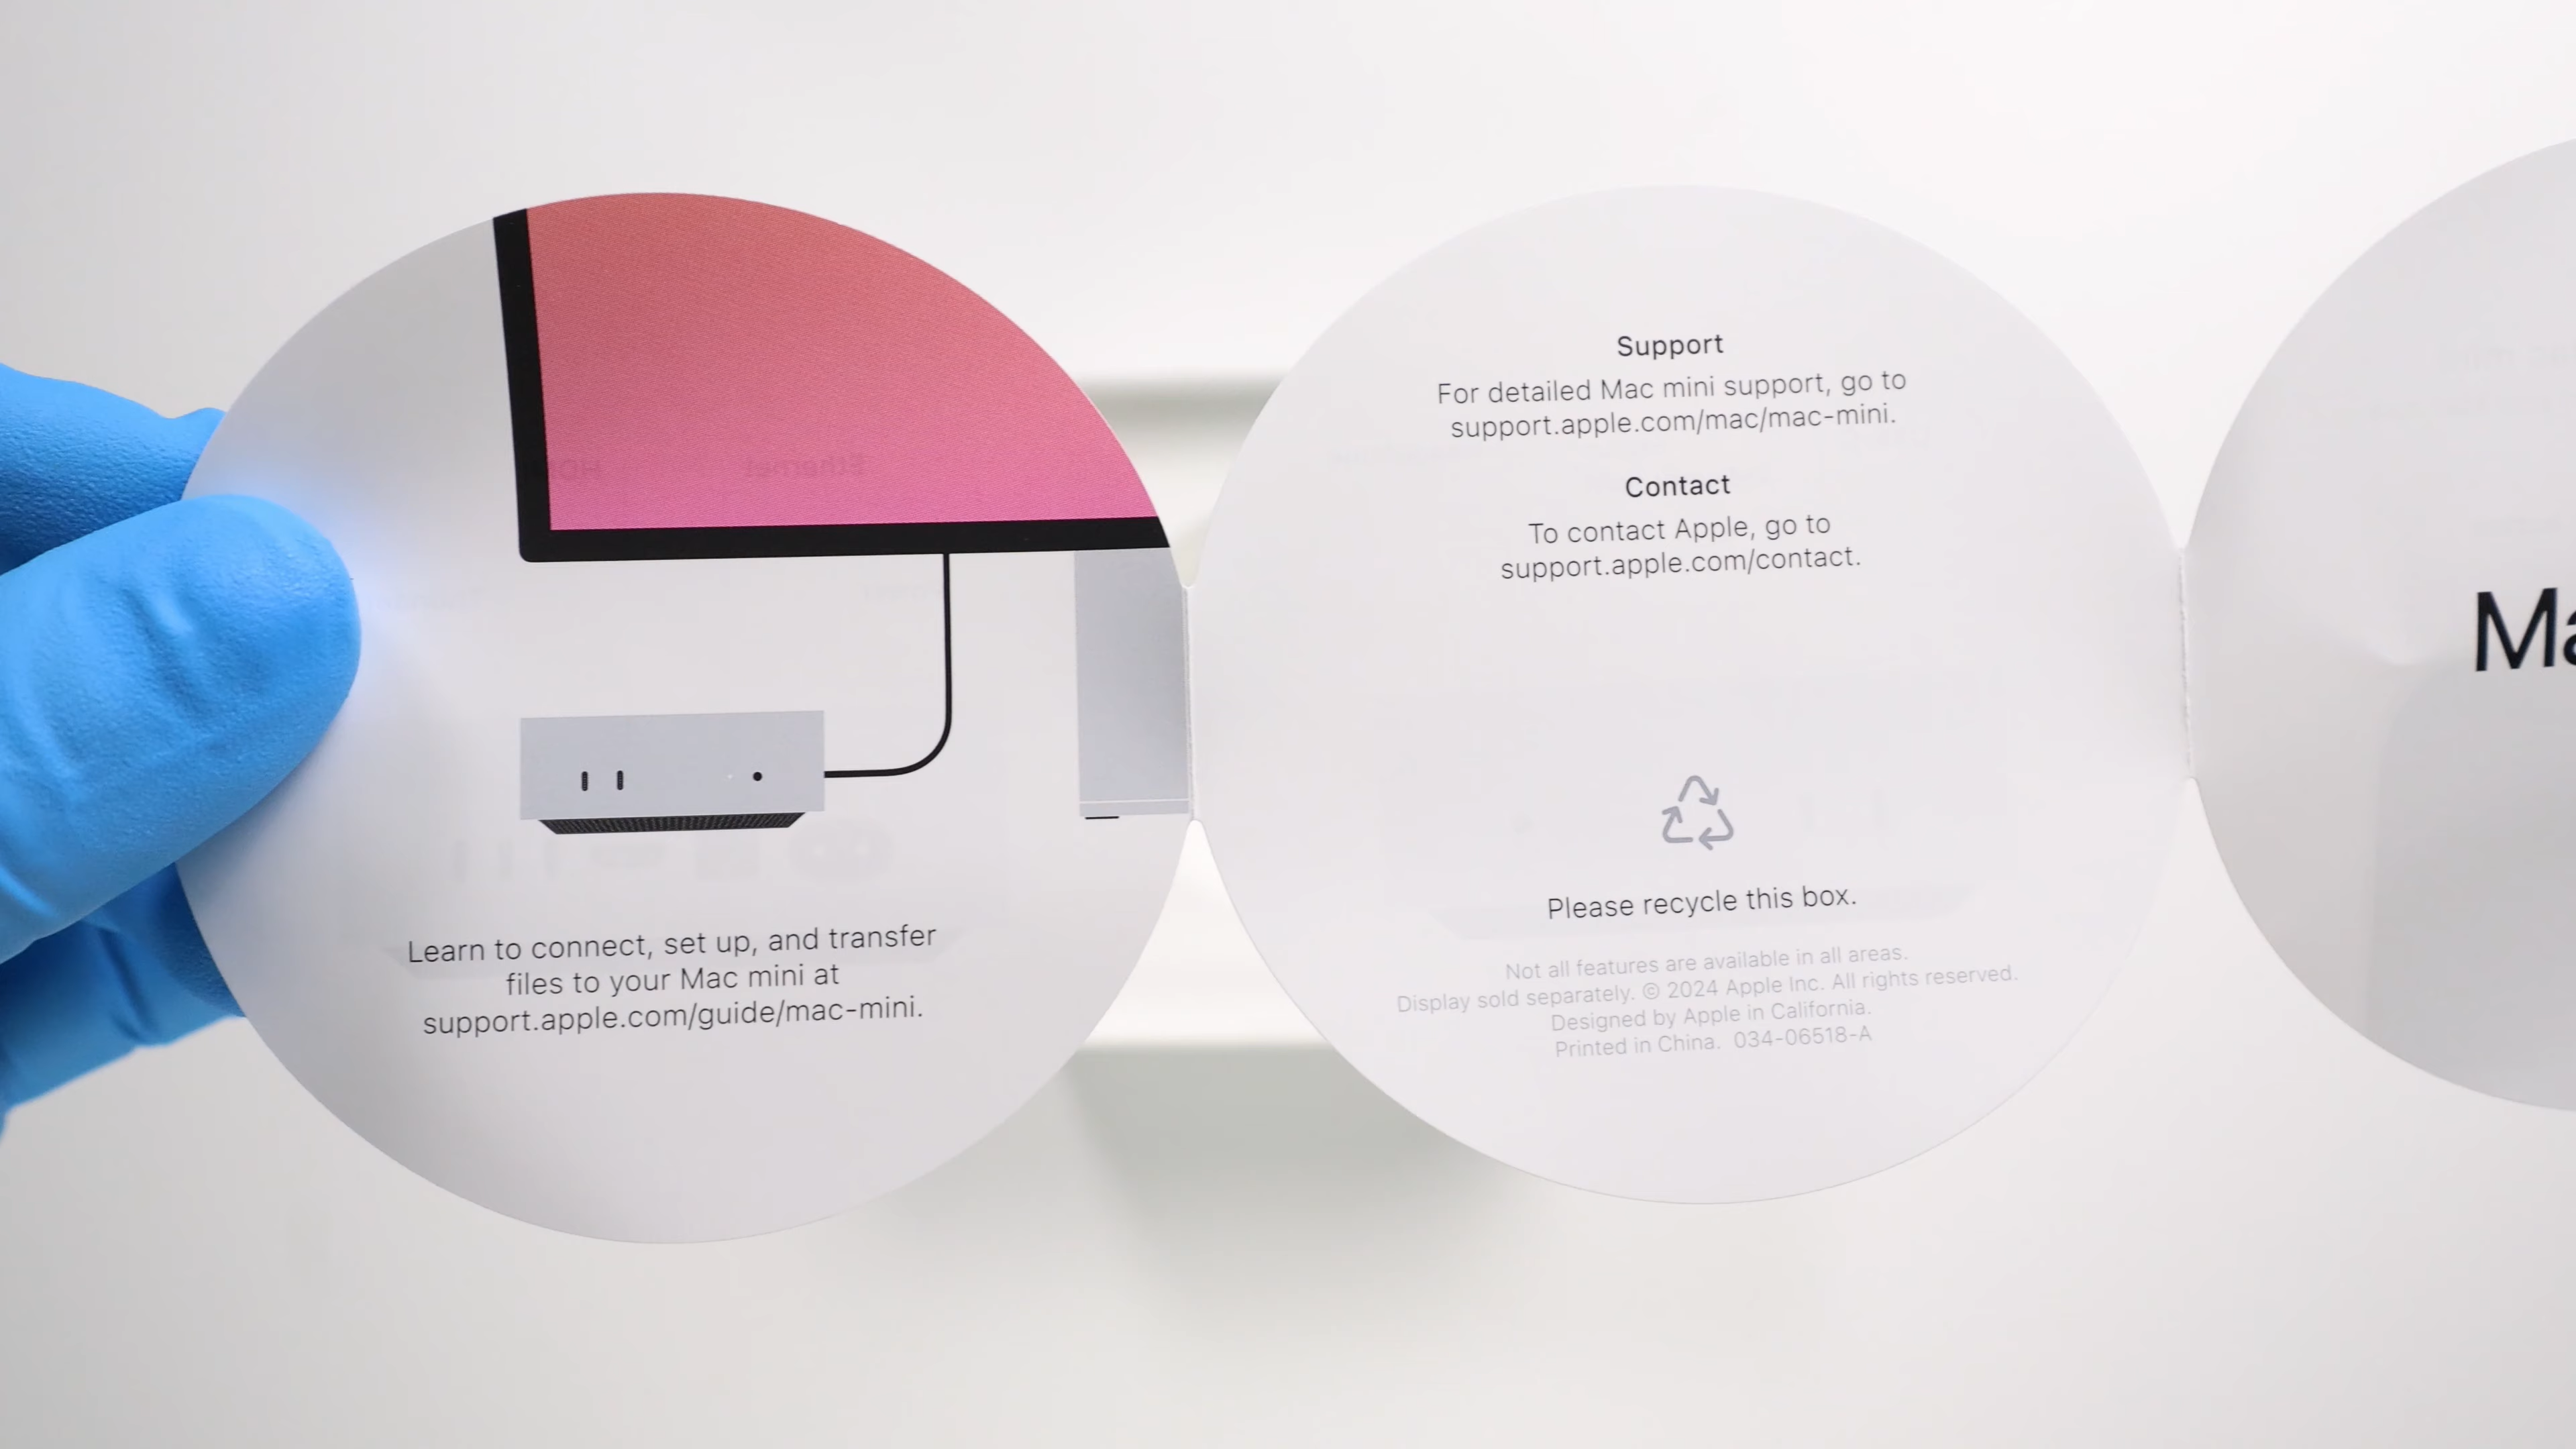 Learn to connect, set up, and transfer
files to your Mac mini at
support.apple.com/guide/mac-mini.
Support
For detailed Mac mini support, go to
support.apple.com/mac/mac-mini.
Contact
To contact Apple, go to
support.apple.com/contact.
Please recycle this box.
Not all features are available in all areas.
Display sold separately. © 2024 Apple Inc. All rights reserved.
Designed by Apple in California.
Printed in China. 034-06518-A